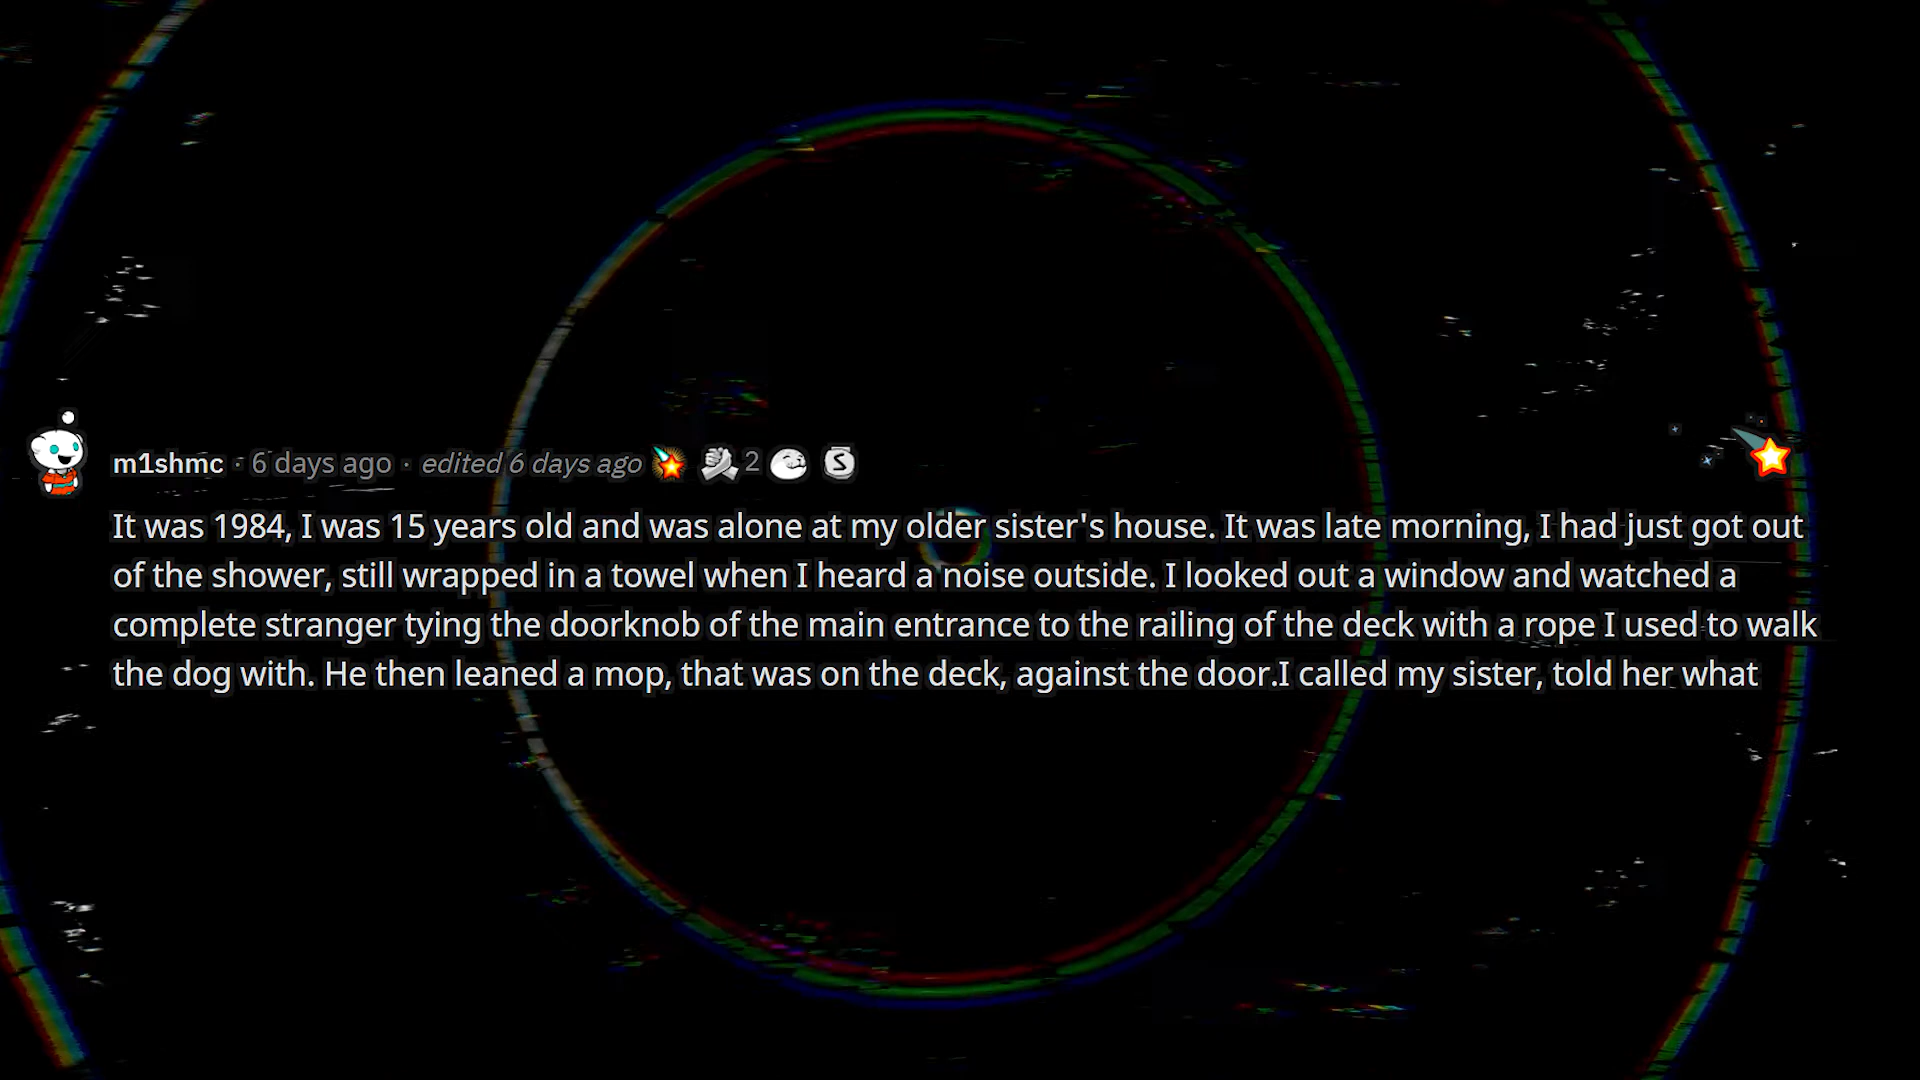 m1shmc · 6 days ago · edited 6 days ago 2
It was 1984, I was 15 years old and was alone at my older sister's house. It was late morning, I had just got out
of the shower, still wrapped in a towel when I heard a noise outside. I looked out a window and watched a
complete stranger tying the doorknob of the main entrance to the railing of the deck with a rope I used to walk
the dog with. He then leaned a mop, that was on the deck, against the door.I called my sister, told her what